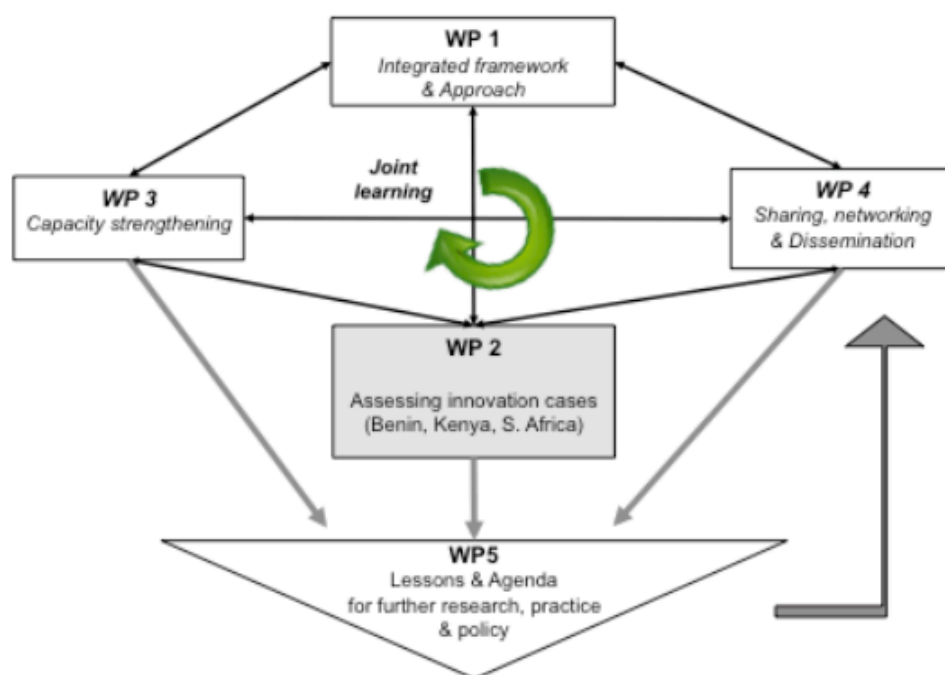 WP 1
Integrated framework
& Approach
Joint
learning
WP 3
Capacity strengthening
WP 4
Sharing, networking
& Dissemination
WP 2
Assessing innovation cases
(Benin, Kenya, S. Africa)
WP5
Lessons & Agenda
for further research, practice
& policy